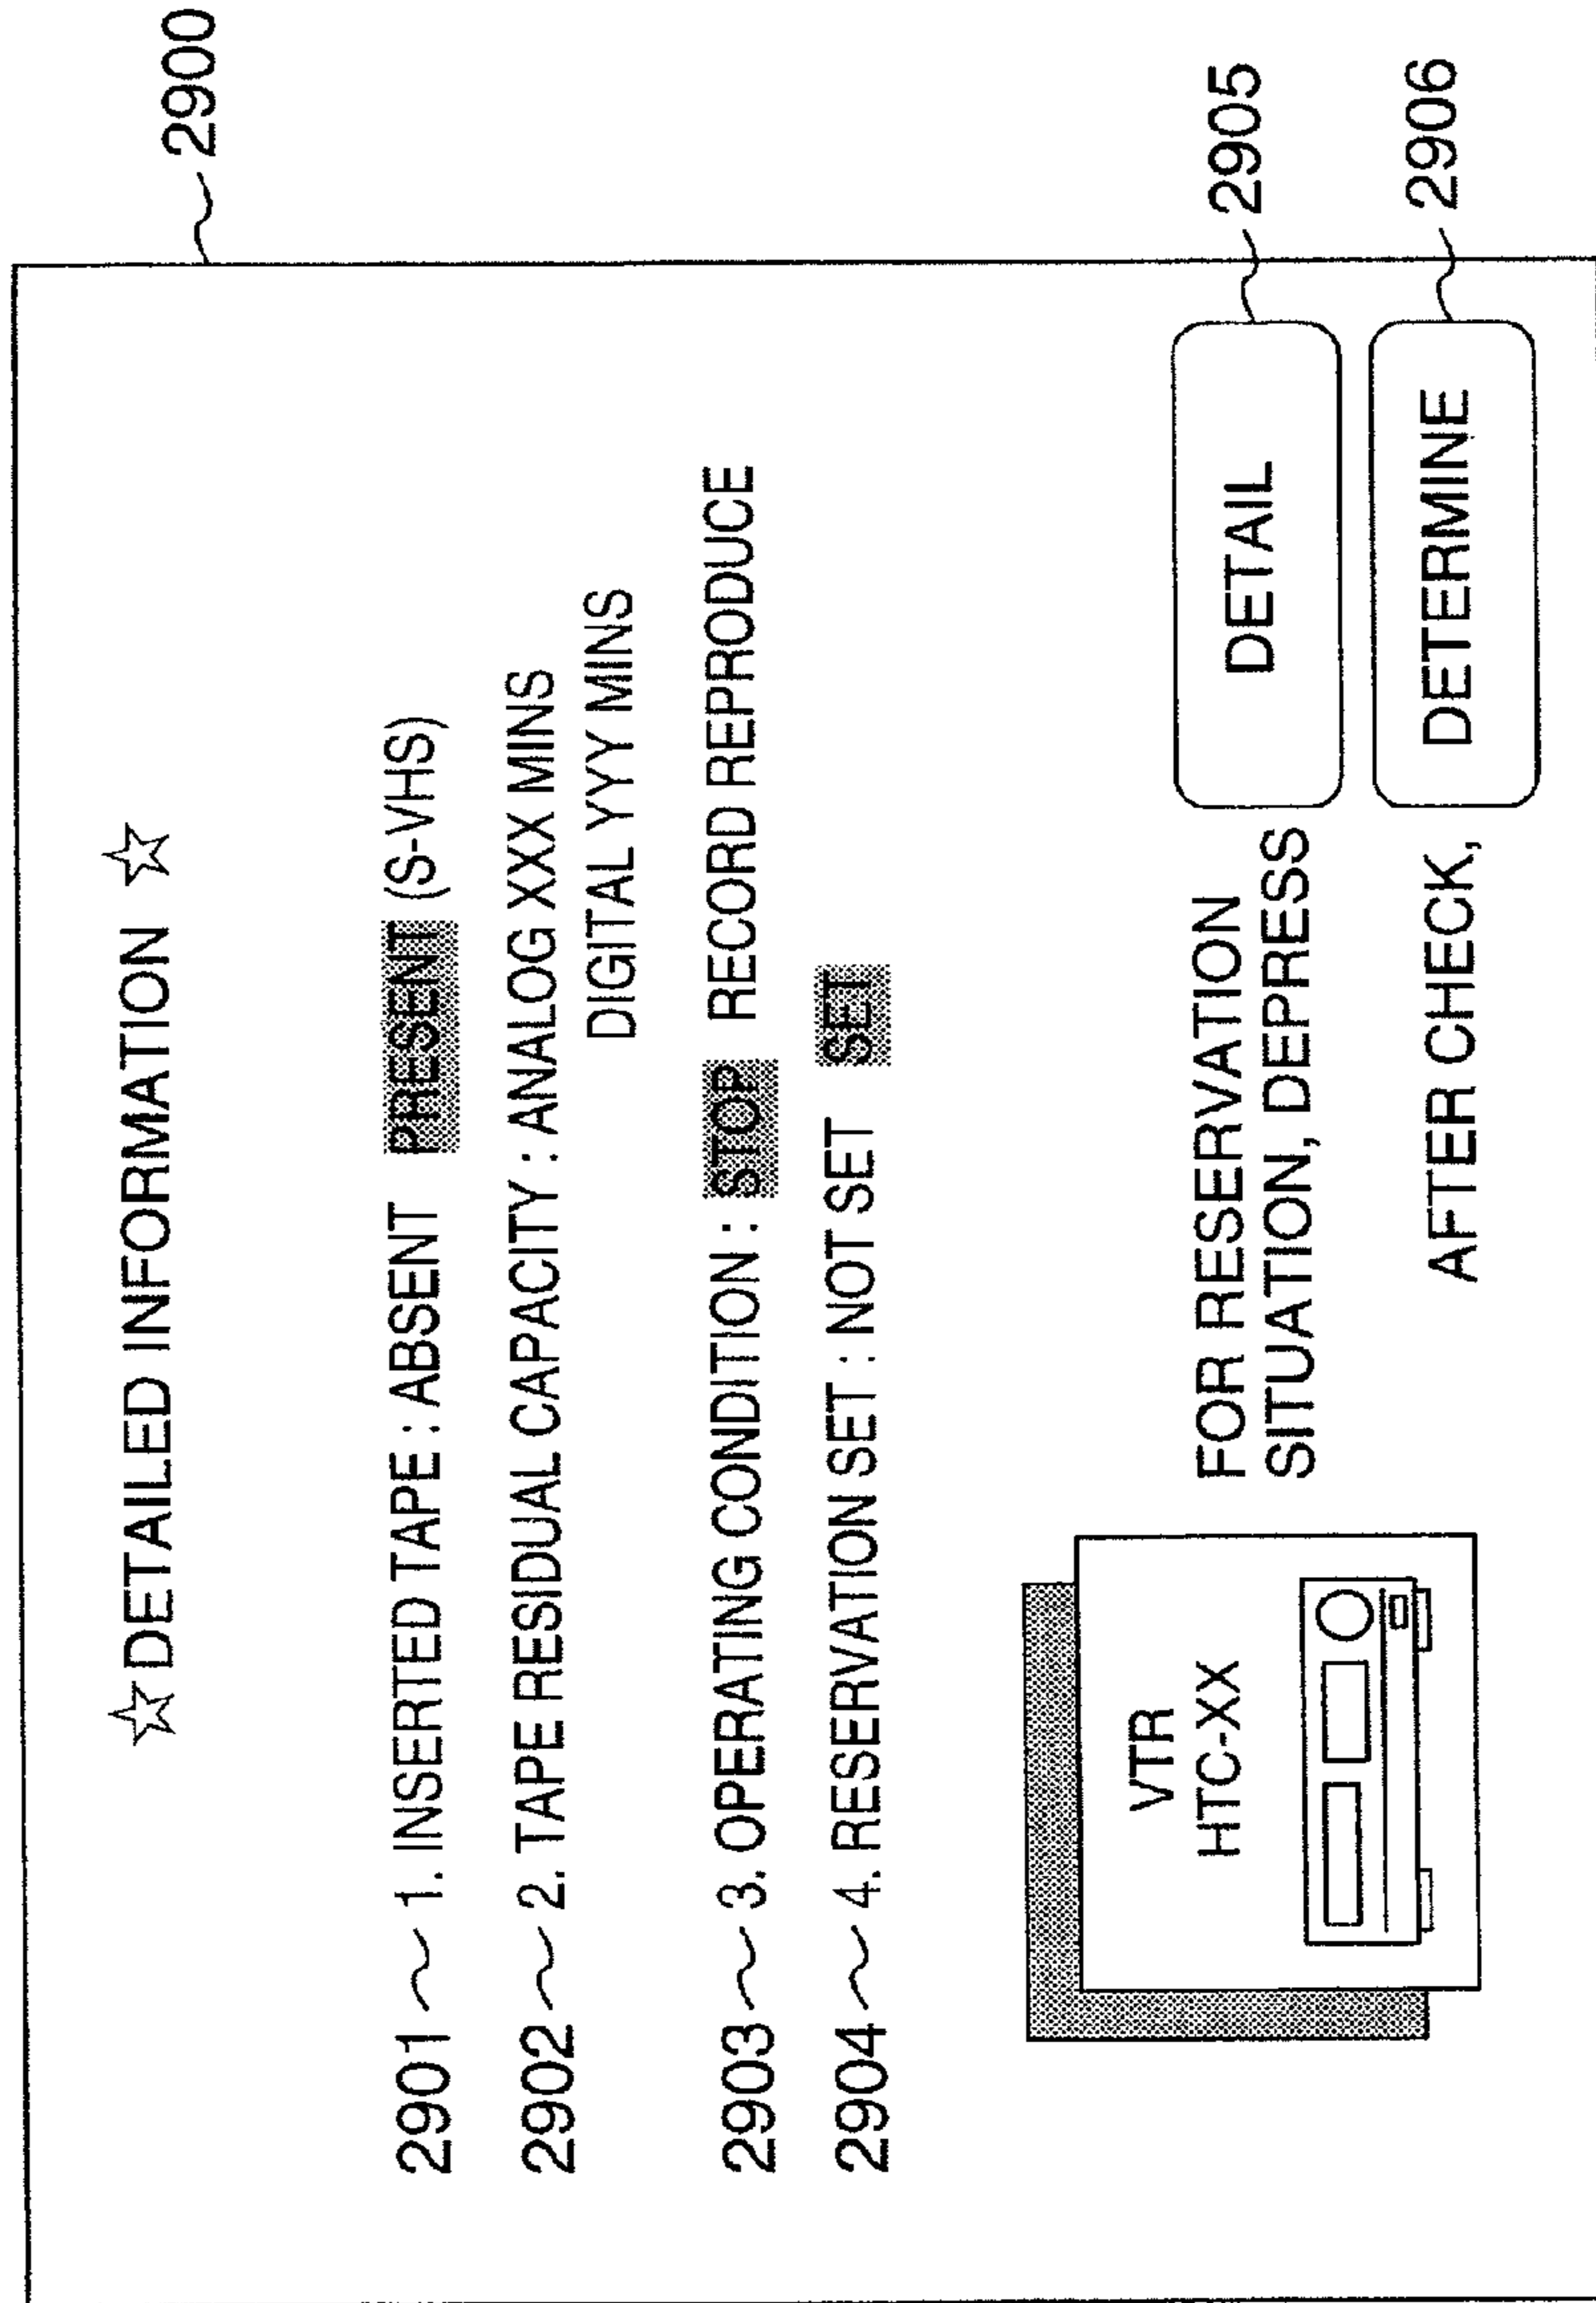 2900
☆ DETAILED INFORMATION ☆
2901 1. INSERTED TAPE : ABSENT PRESENT (S-VHS)
2902 2. TAPE RESIDUAL CAPACITY : ANALOG XXX MINS
DIGITAL YYY MINS
2903 3. OPERATING CONDITION : STOP RECORD REPRODUCE
2904 4. RESERVATION SET : NOT SET SET
VTR
HTC-XX
FOR RESERVATION
SITUATION, DEPRESS
DETAIL
2905
AFTER CHECK,
DETERMINE
2906